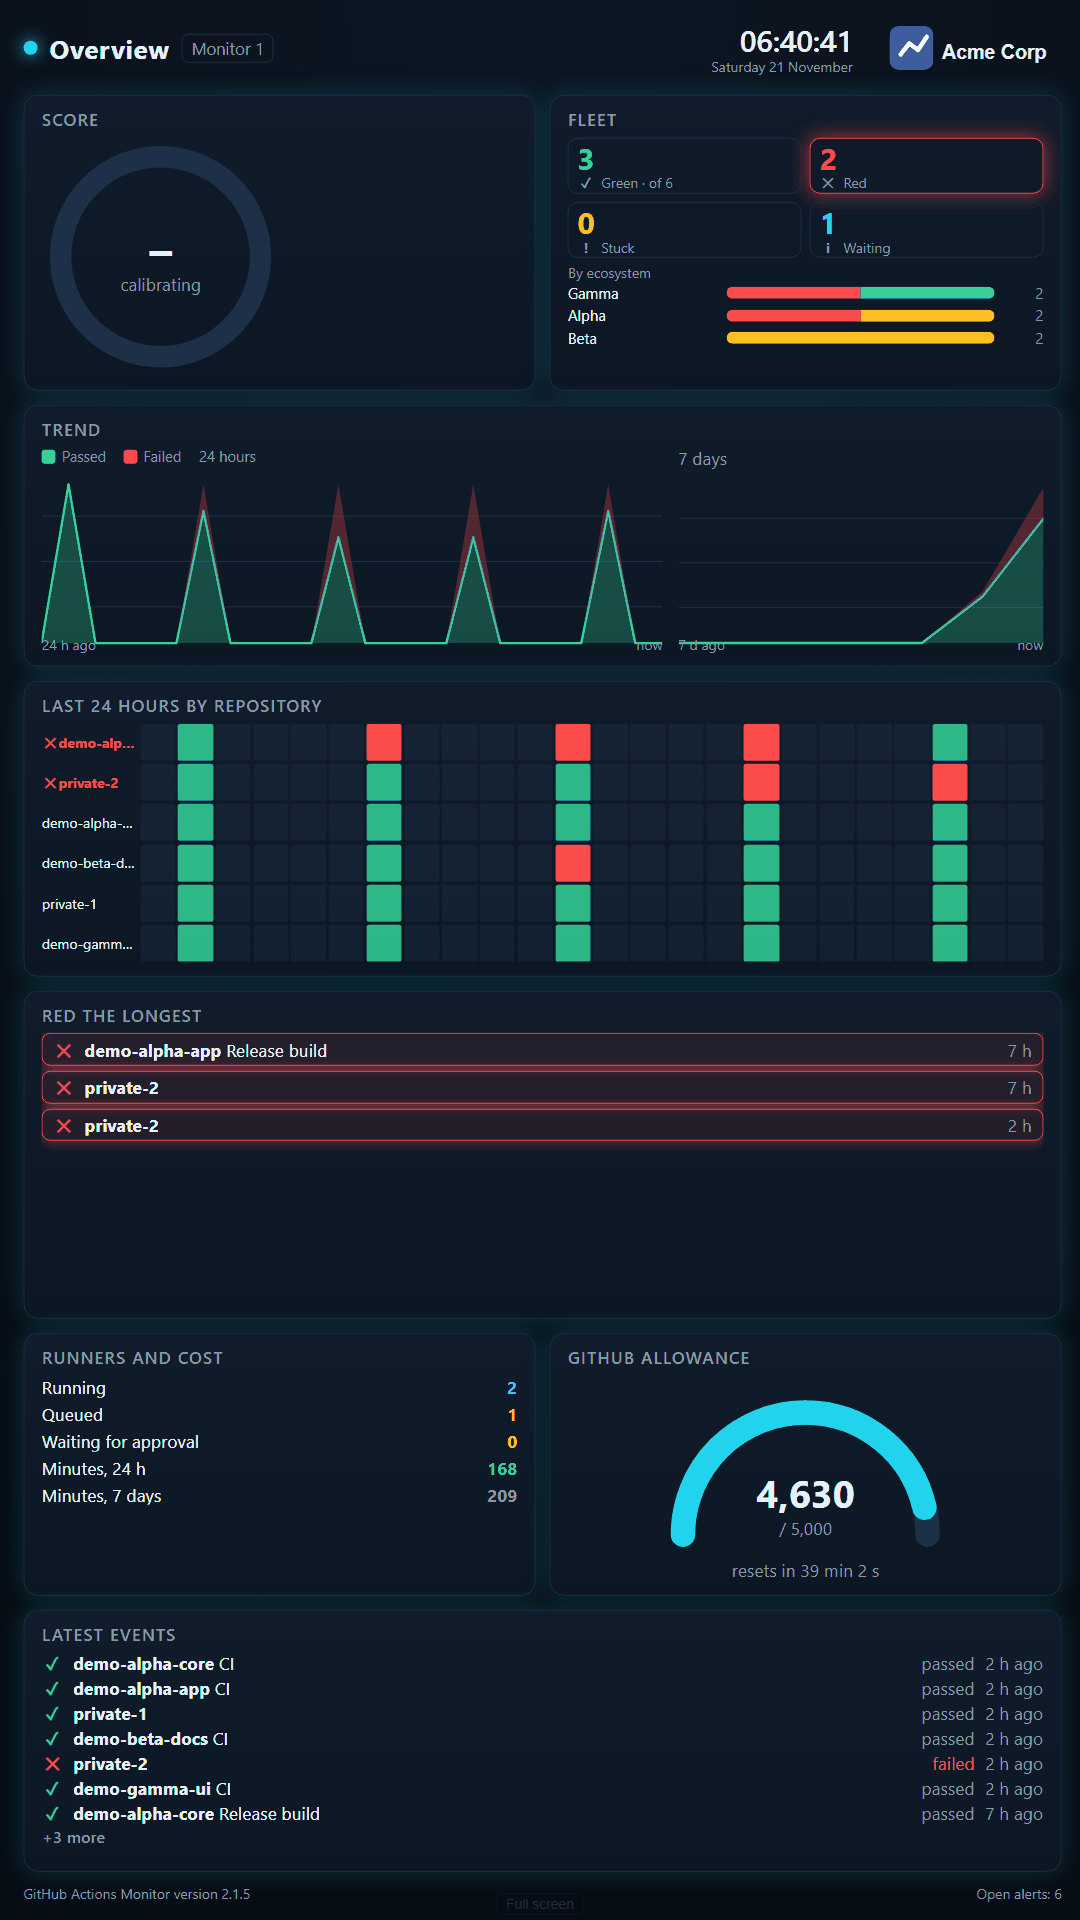 Overview
Monitor 1
06:40:41
Saturday 21 November
Acme Corp
SCORE
–
calibrating
FLEET
3
✓ Green · of 6
2
✕ Red
0
! Stuck
1
i Waiting
By ecosystem
Gamma 2
Alpha 2
Beta 2
TREND
Passed Failed 24 hours
7 days
24 h ago now
7 d ago now
LAST 24 HOURS BY REPOSITORY
✕ demo-alp...
✕ private-2
demo-alpha-...
demo-beta-d...
private-1
demo-gamm...
RED THE LONGEST
✕ demo-alpha-app Release build 7 h
✕ private-2 7 h
✕ private-2 2 h
RUNNERS AND COST
Running 2
Queued 1
Waiting for approval 0
Minutes, 24 h 168
Minutes, 7 days 209
GITHUB ALLOWANCE
4,630
/ 5,000
resets in 39 min 2 s
LATEST EVENTS
✓ demo-alpha-core CI passed 2 h ago
✓ demo-alpha-app CI passed 2 h ago
✓ private-1 passed 2 h ago
✓ demo-beta-docs CI passed 2 h ago
✕ private-2 failed 2 h ago
✓ demo-gamma-ui CI passed 2 h ago
✓ demo-alpha-core Release build passed 7 h ago
+3 more
GitHub Actions Monitor version 2.1.5
Full screen
Open alerts: 6